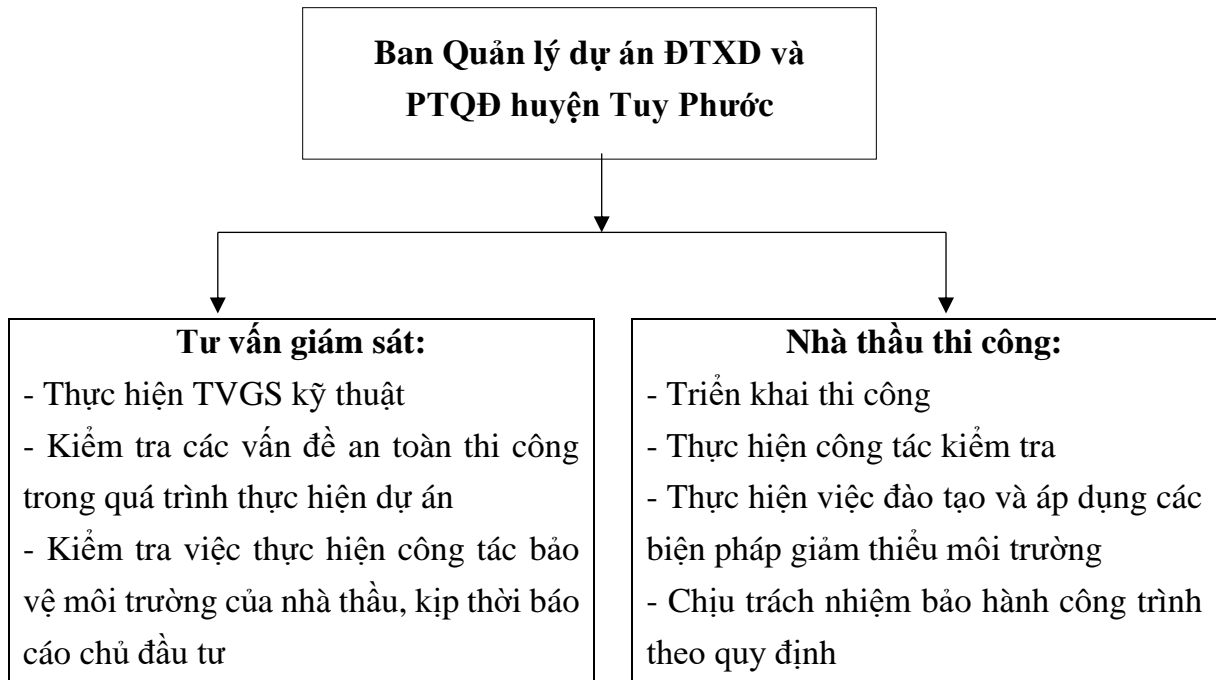 Ban Quản lý dự án ĐTXD và
PTQĐ huyện Tuy Phước
Tư vấn giám sát:
- Thực hiện TVGS kỹ thuật
- Kiểm tra các vấn đề an toàn thi công
trong quá trình thực hiện dự án
- Kiểm tra việc thực hiện công tác bảo
vệ môi trường của nhà thầu, kịp thời báo
cáo chủ đầu tư
Nhà thầu thi công:
- Triển khai thi công
- Thực hiện công tác kiểm tra
- Thực hiện việc đào tạo và áp dụng các
biện pháp giảm thiểu môi trường
- Chịu trách nhiệm bảo hành công trình
theo quy định